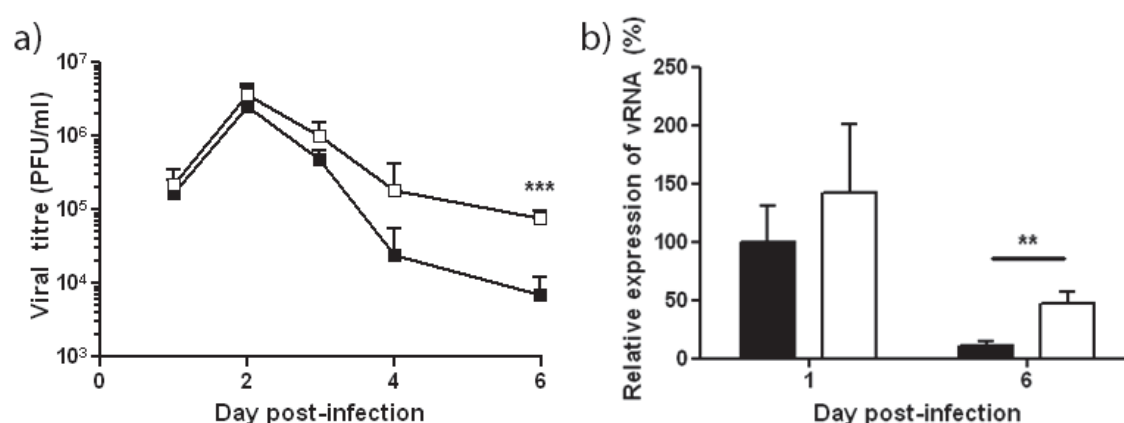 a)
Viral titre (PFU/ml)
10⁷
10⁶
10⁵
10⁴
10³
***
0 2 4 6
Day post-infection
b)
Relative expression of vRNA (%)
250
200
150
100
50
0
**
1 6
Day post-infection